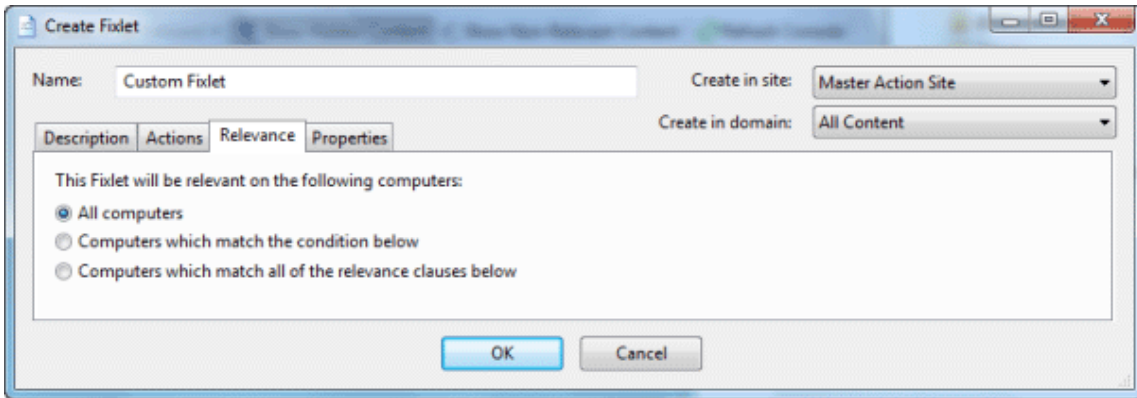 Create Fixlet
Name: Custom Fixlet Create in site: Master Action Site
Create in domain: All Content
Description Actions Relevance Properties
This Fixlet will be relevant on the following computers:
All computers
Computers which match the condition below
Computers which match all of the relevance clauses below
OK Cancel